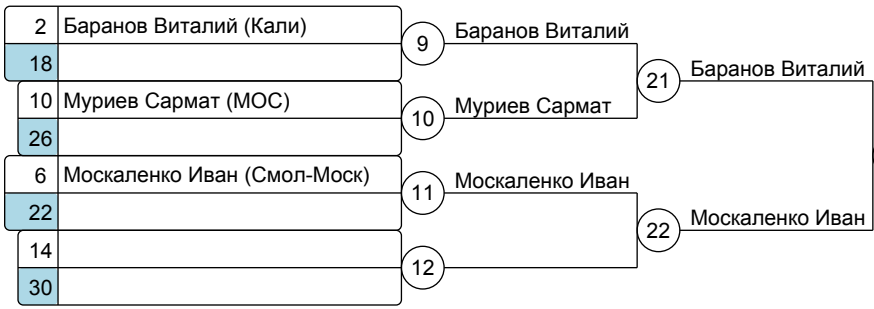 2 Баранов Виталий (Кали)
9 Баранов Виталий
18
21 Баранов Виталий
10 Муриев Сармат (МОС)
10 Муриев Сармат
26
6 Москаленко Иван (Смол-Моск)
11 Москаленко Иван
22
22 Москаленко Иван
14
12
30